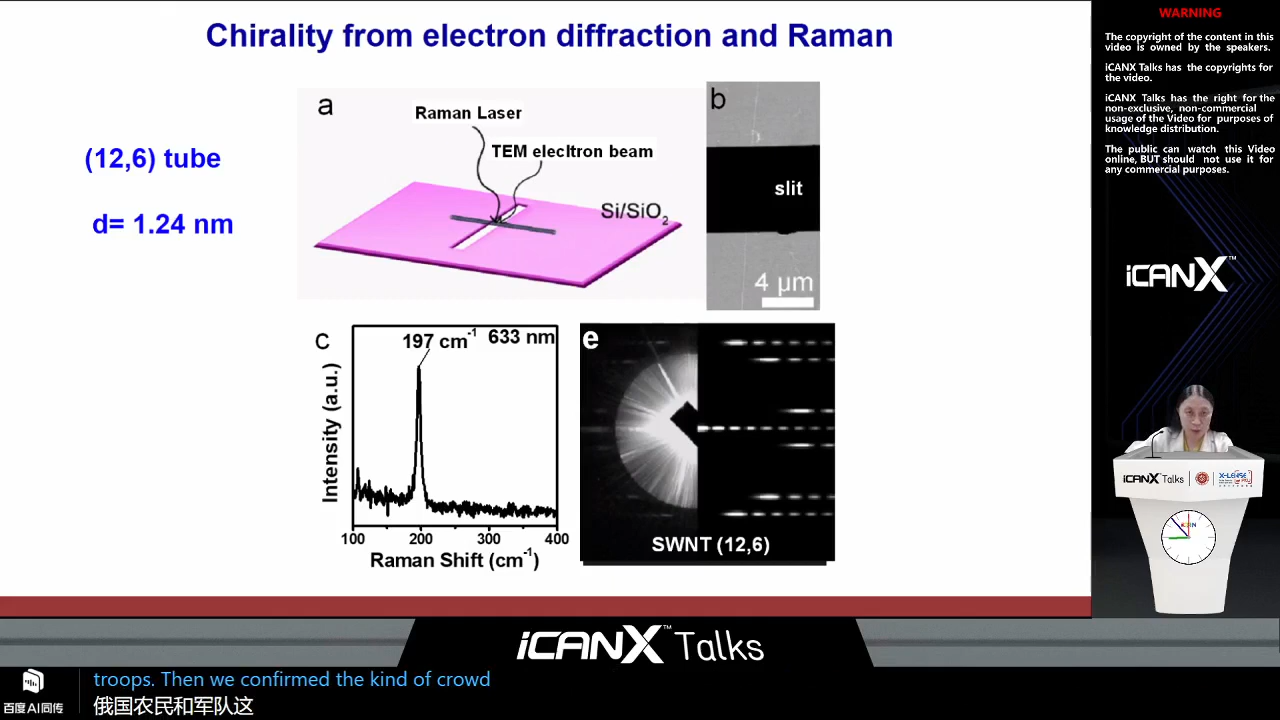 Chirality from electron diffraction and Raman
(12,6) tube
d= 1.24 nm
a
Raman Laser
TEM elecltron beam
Si/SiO2
b
slit
4 μm
c
197 cm-1
633 nm
Intensity (a.u.)
100
200
300
400
Raman Shift (cm-1)
e
SWNT (12,6)
WARNING
The copyright of the content in this
video is owned by the speakers.
iCANX Talks has the copyrights for
the video.
iCANX Talks has the right for the
non-exclusive, non-commercial
usage of the Video for purposes of
knowledge distribution.
The public can watch this Video
online, BUT should not use it for
any commercial purposes.
iCANX™
iCANX Talks
iCANX™ Talks
troops. Then we confirmed the kind of crowd
俄国农民和军队这
百度AI同传